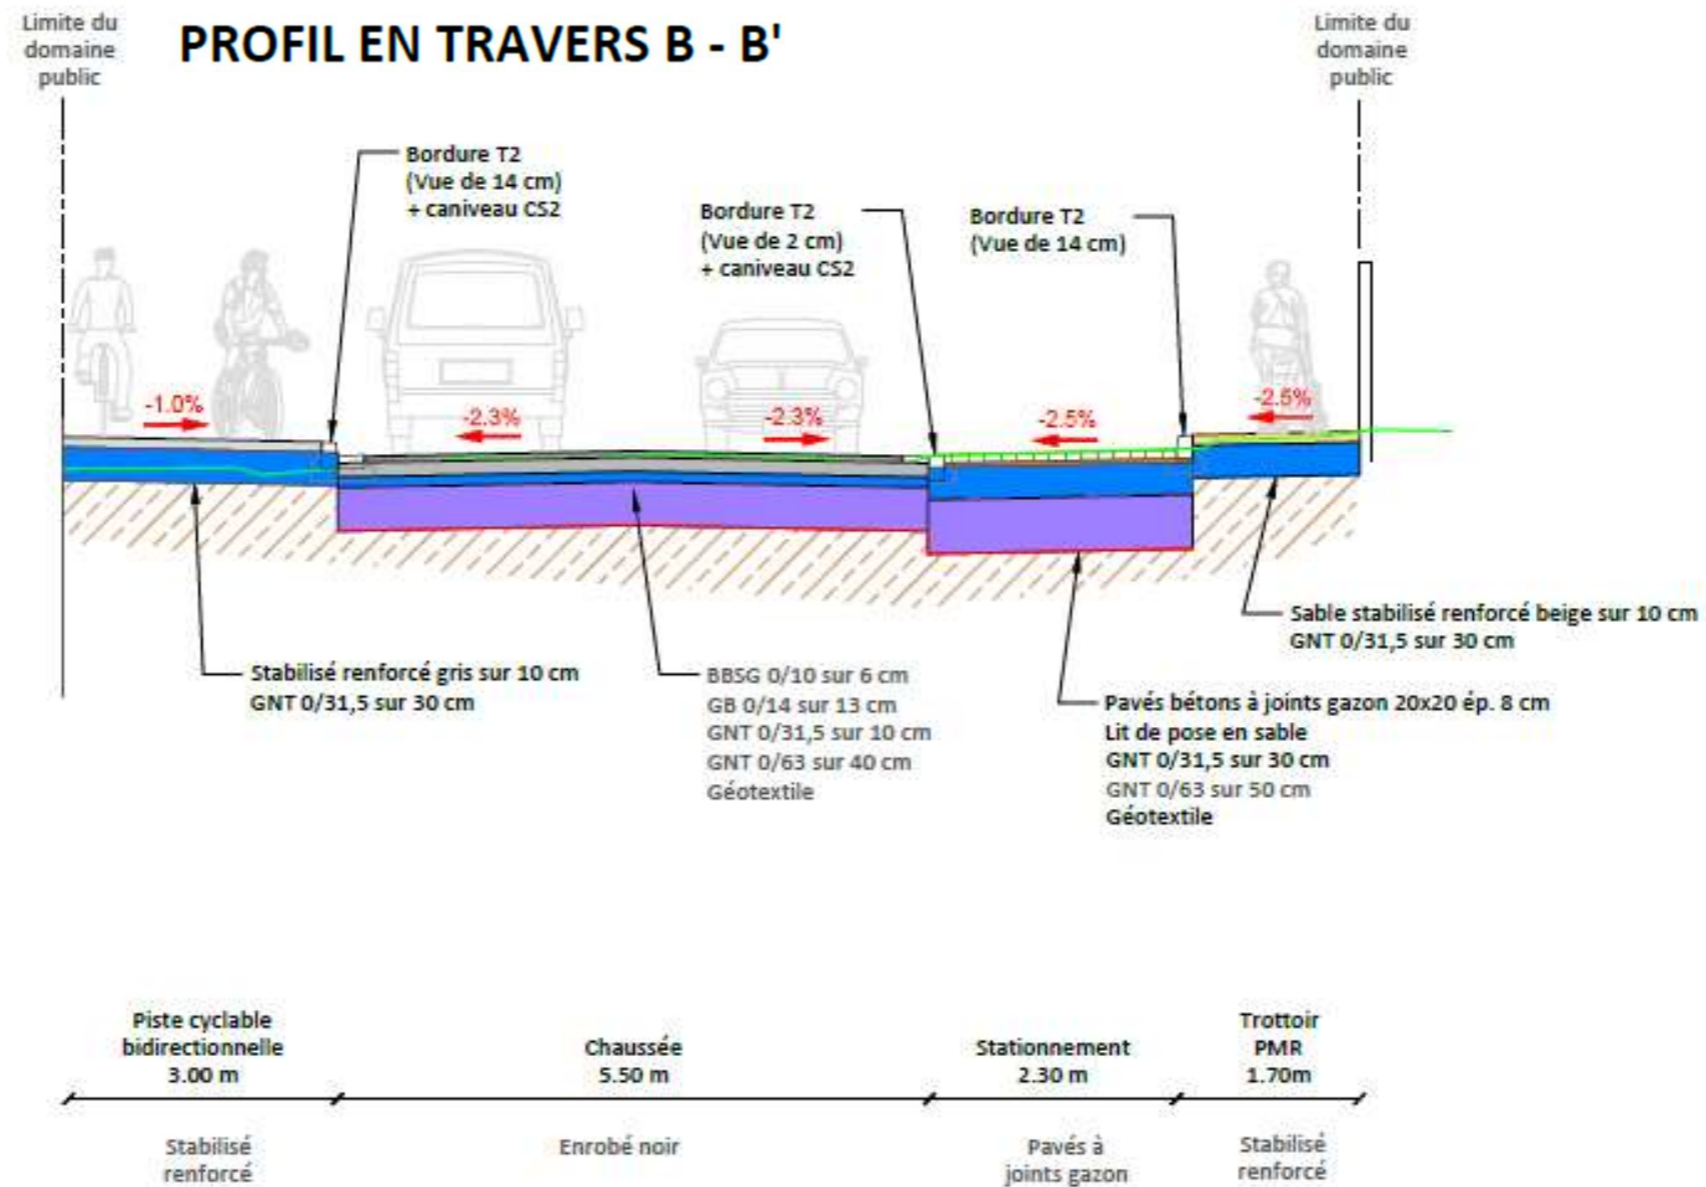 Limite du
domaine
public
PROFIL EN TRAVERS B - B'
Limite du
domaine
public
Bordure T2
(Vue de 14 cm)
+ caniveau CS2
Bordure T2
(Vue de 2 cm)
+ caniveau CS2
Bordure T2
(Vue de 14 cm)
-1.0%
-2.3%
-2.3%
-2.5%
-2.5%
Stabilisé renforcé gris sur 10 cm
GNT 0/31,5 sur 30 cm
BBSG 0/10 sur 6 cm
GB 0/14 sur 13 cm
GNT 0/31,5 sur 10 cm
GNT 0/63 sur 40 cm
Géotextile
Sable stabilisé renforcé beige sur 10 cm
GNT 0/31,5 sur 30 cm
Pavés bétons à joints gazon 20x20 ép. 8 cm
Lit de pose en sable
GNT 0/31,5 sur 30 cm
GNT 0/63 sur 50 cm
Géotextile
Piste cyclable
bidirectionnelle
3.00 m
Chaussée
5.50 m
Stationnement
2.30 m
Trottoir
PMR
1.70m
Stabilisé
renforcé
Enrobé noir
Pavés à
joints gazon
Stabilisé
renforcé